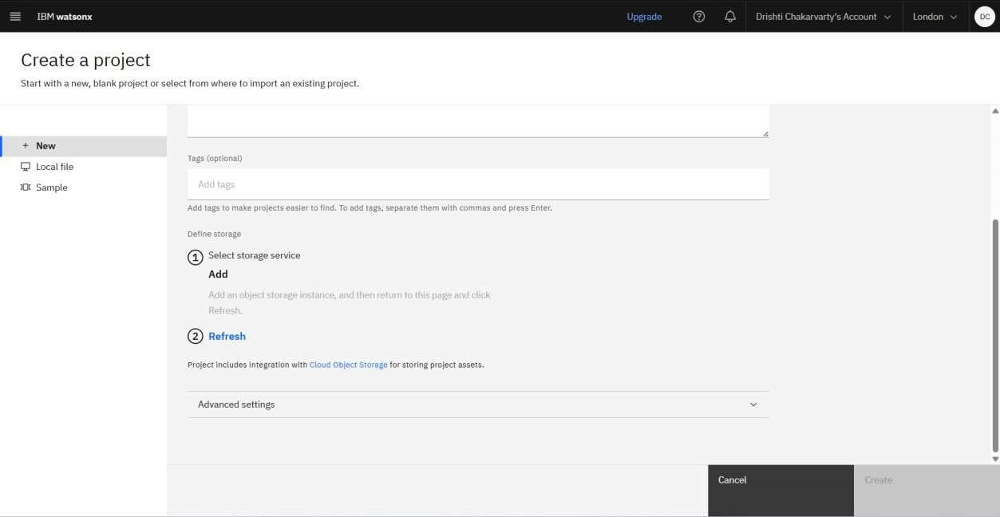 IBM watsonx
Upgrade
Drishti Chakarvarty's Account
London
DC
Create a project
Start with a new, blank project or select from where to import an existing project.
+ New
Local file
Sample
Tags (optional)
Add tags
Add tags to make projects easier to find. To add tags, separate them with commas and press Enter.
Define storage
1 Select storage service
Add
Add an object storage instance, and then return to this page and click
Refresh.
2 Refresh
Project includes integration with Cloud Object Storage for storing project assets.
Advanced settings
Cancel
Create